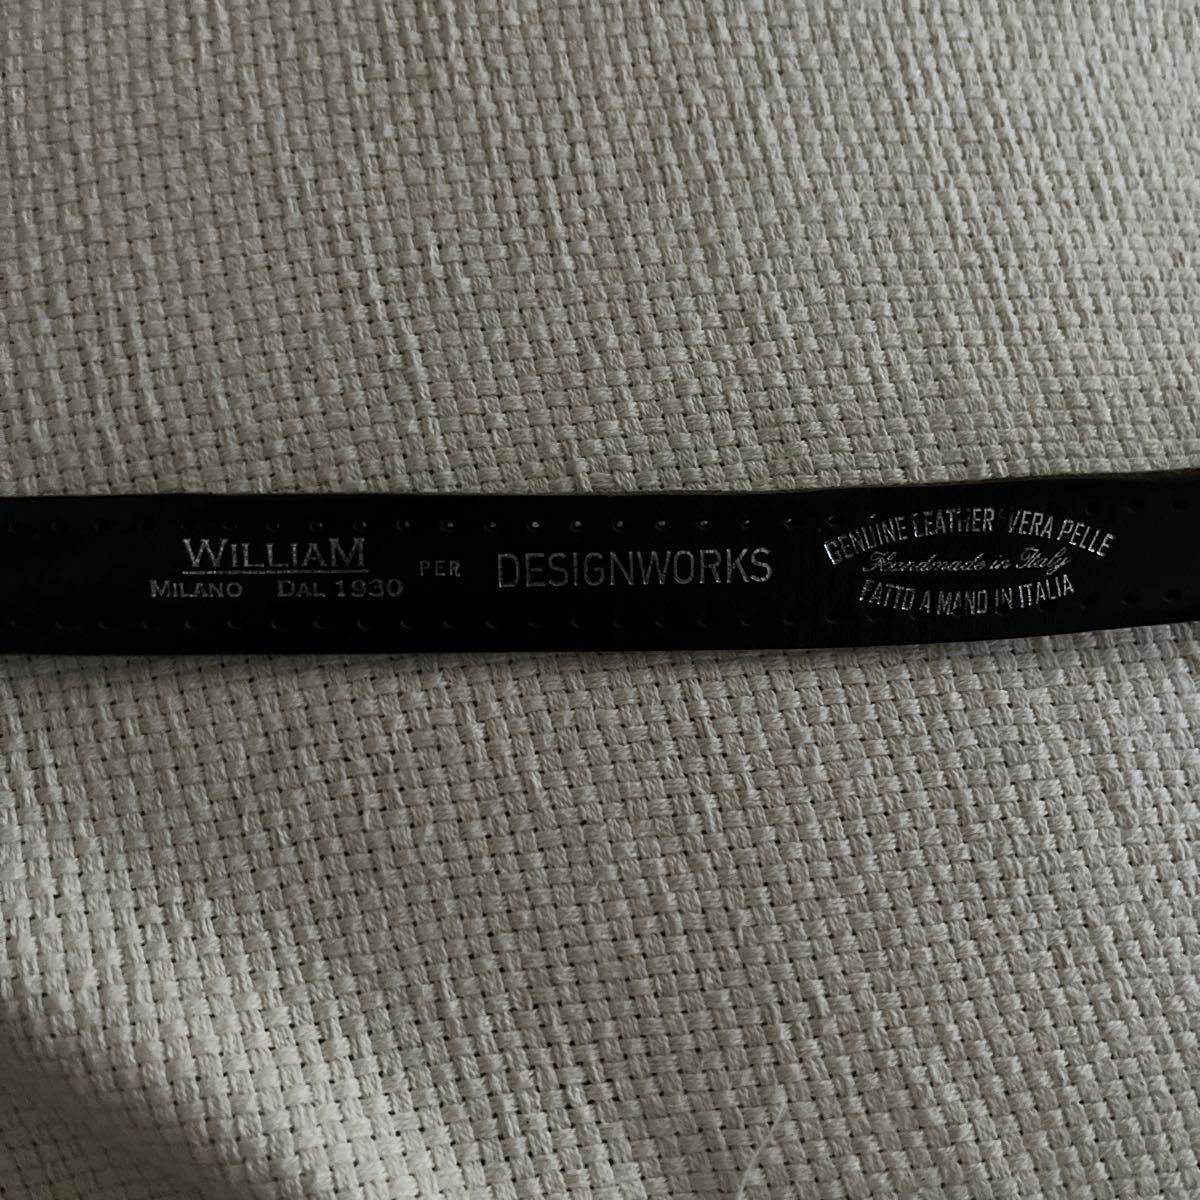 WILLIAM
MILANO DAL 1930
PER
DESIGNWORKS
GENUINE LEATHER VERA PELLE
Handmade in Italy
FATTO A MANO IN ITALIA